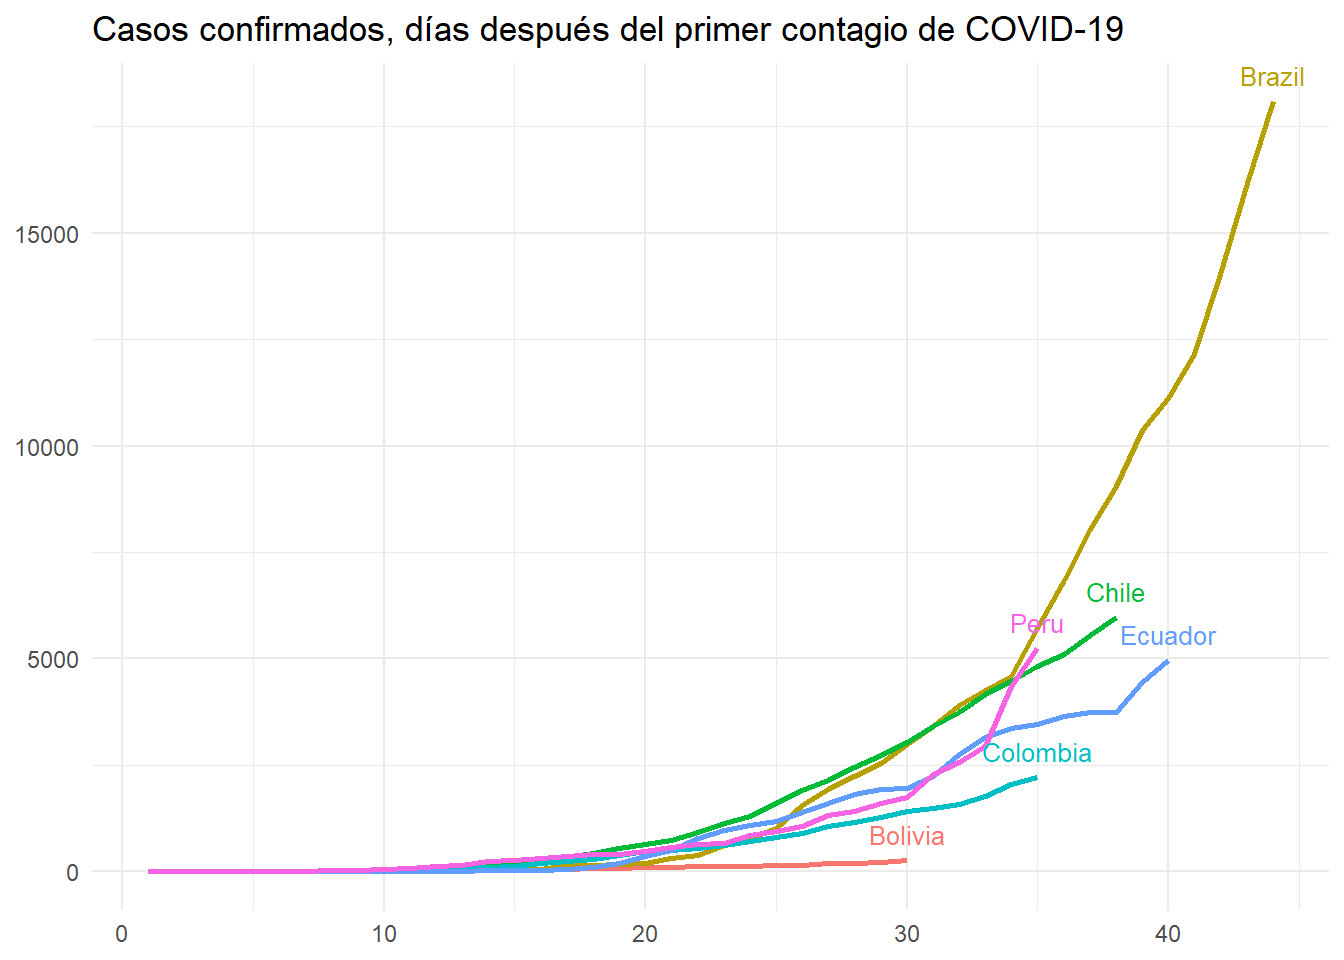 Casos confirmados, días después del primer contagio de COVID-19
Brazil
15000
10000
Chile
Peru
Ecuador
5000
Colombia
Bolivia
0
0 10 20 30 40